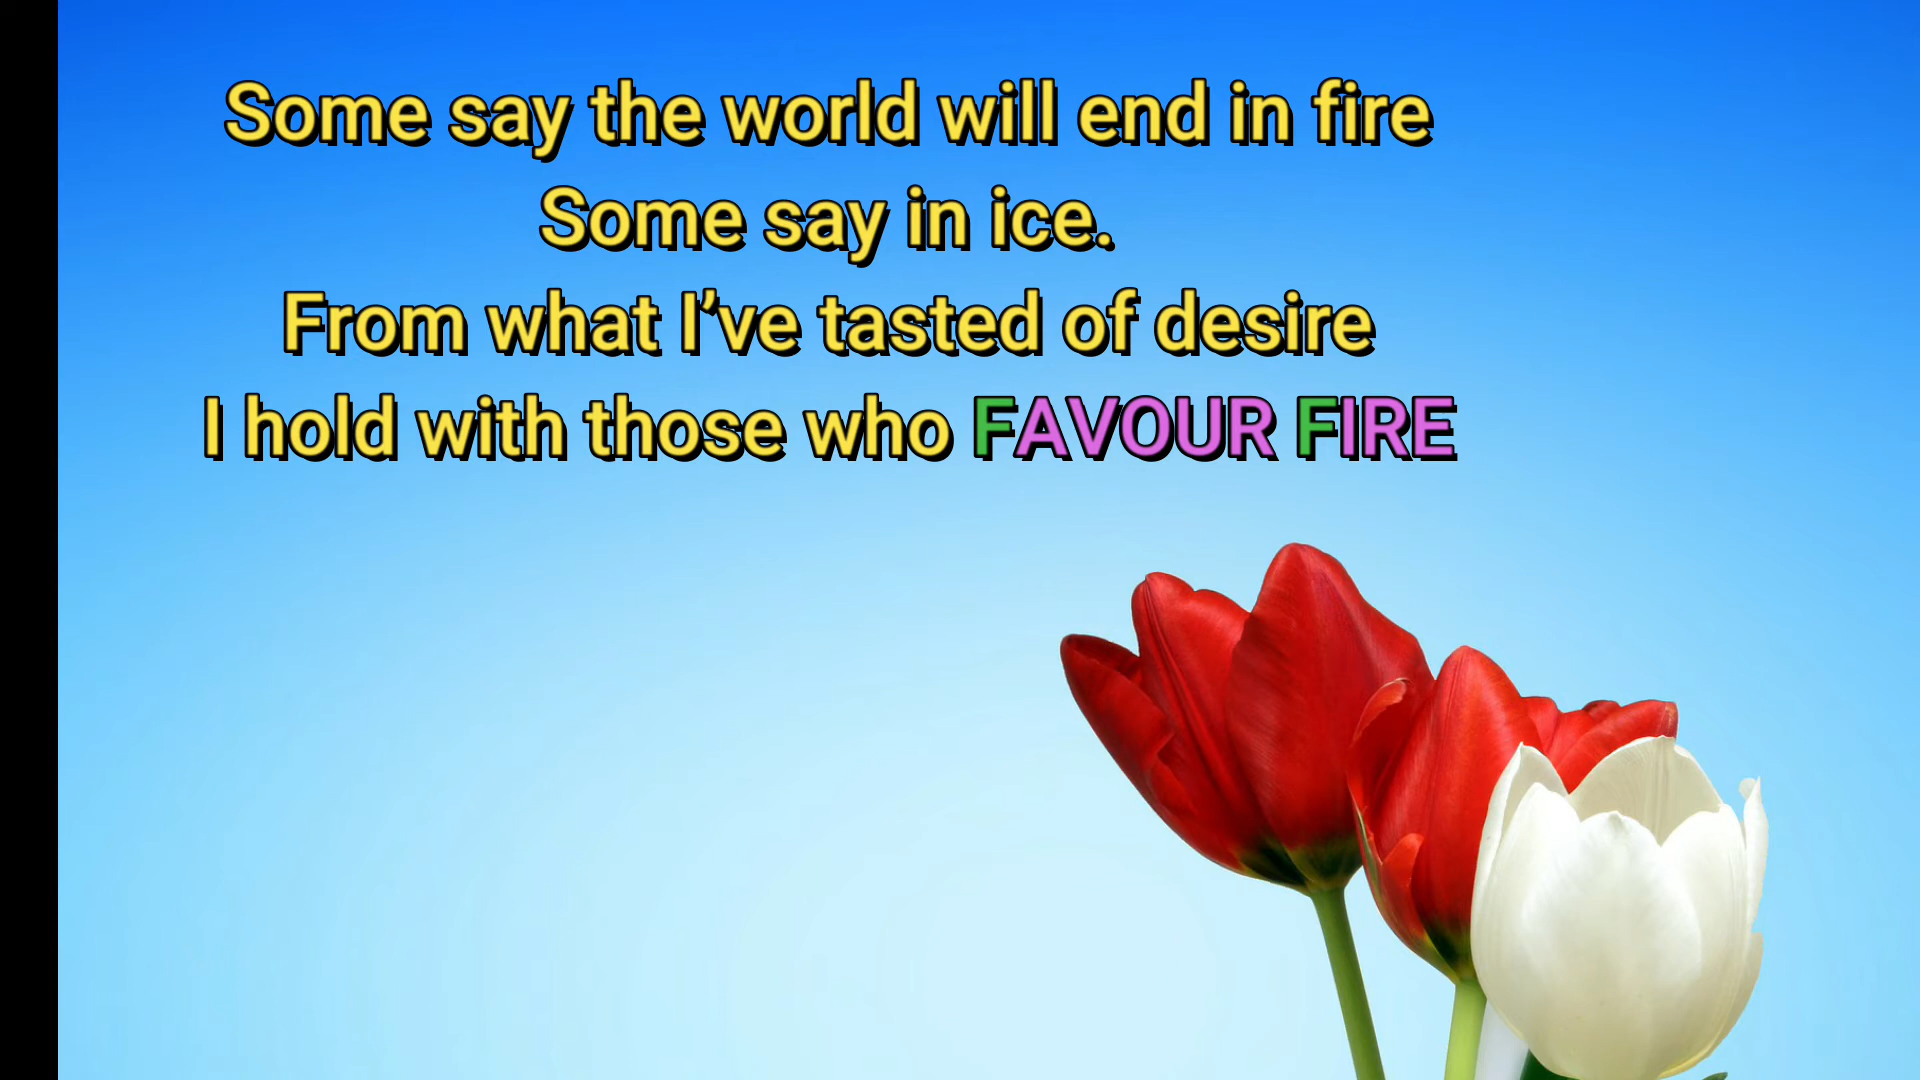 Some say the world will end in fire
Some say in ice.
From what I’ve tasted of desire
I hold with those who FAVOUR FIRE